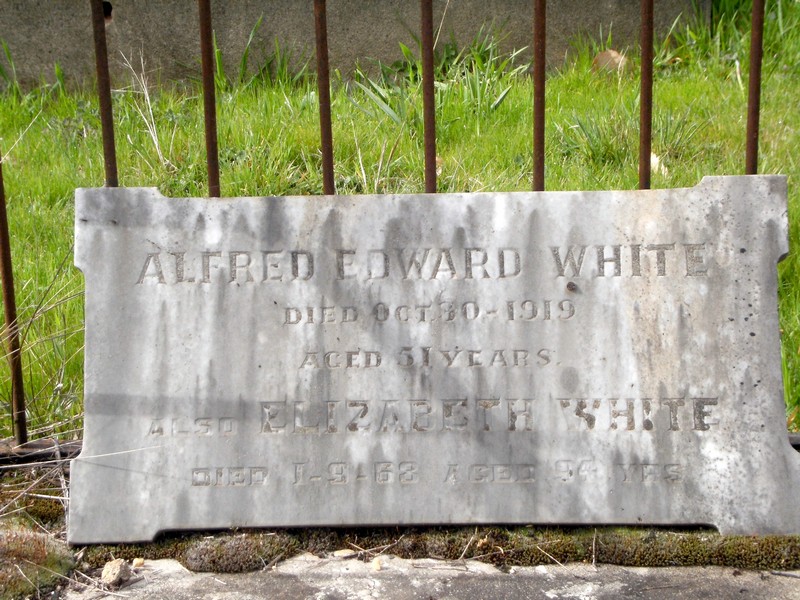 ALFRED EDWARD WHITE
DIED OCT. 30-1919
AGED 51 YEARS.
ALSO ELIZABETH WHITE
DIED 1-9-68 AGED 94 YRS